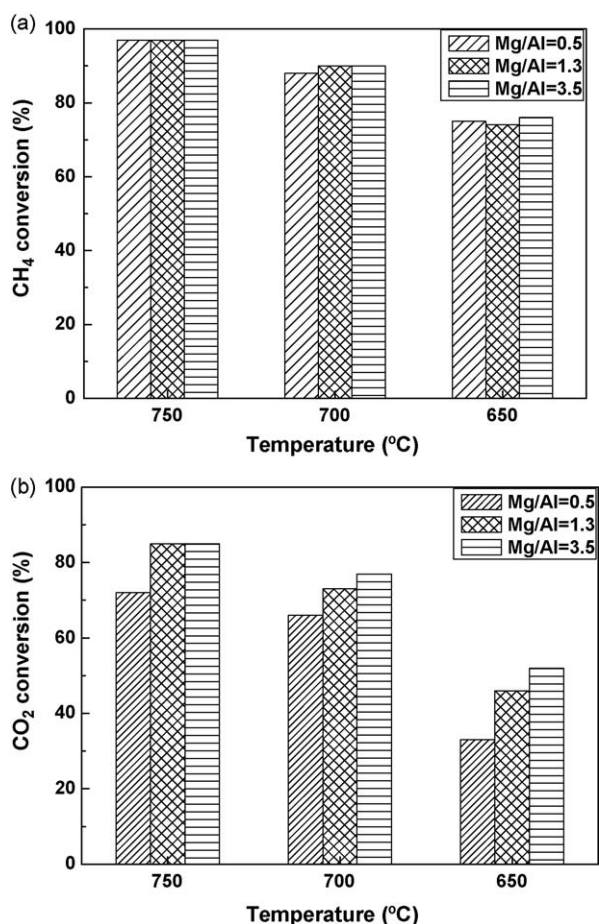 (a)
100
80
60
40
20
0
CH₄ conversion (%)
Mg/Al=0.5
Mg/Al=1.3
Mg/Al=3.5
750 700 650
Temperature (ºC)
(b)
100
80
60
40
20
0
CO₂ conversion (%)
Mg/Al=0.5
Mg/Al=1.3
Mg/Al=3.5
750 700 650
Temperature (ºC)